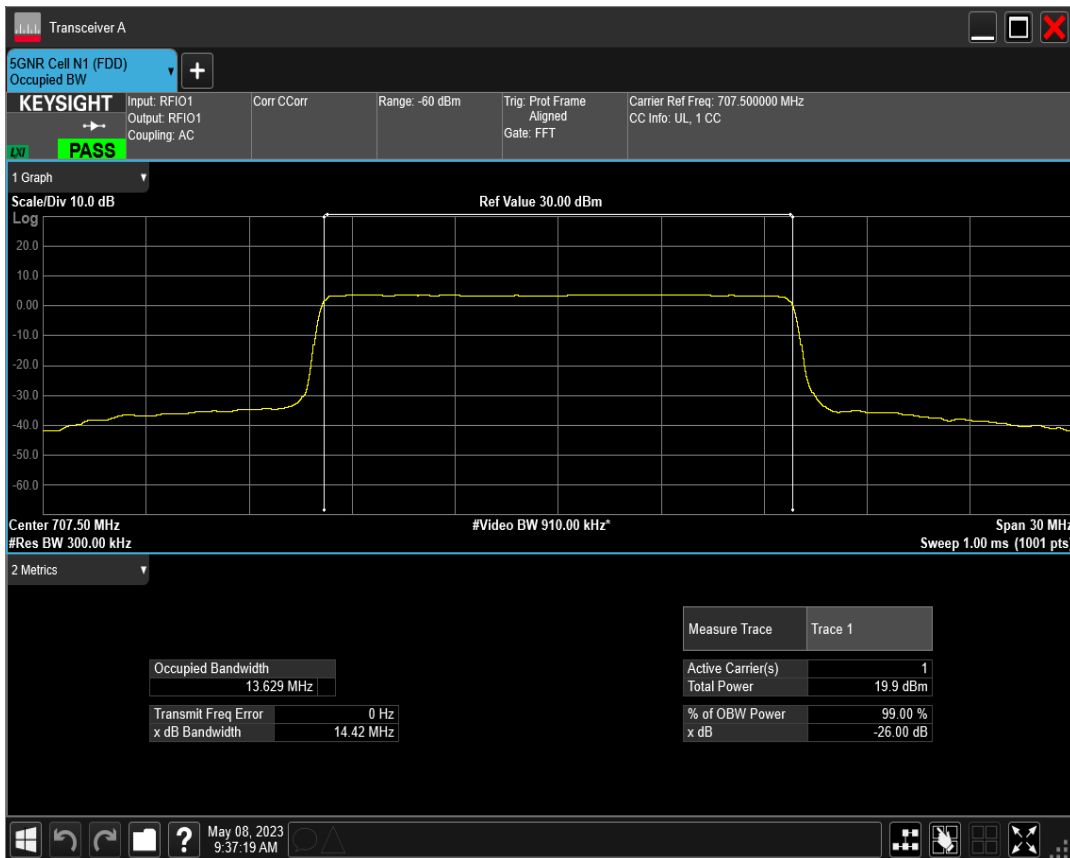 Transceiver A
5GNR Cell N1 (FDD)
Occupied BW
+
KEYSIGHT
LXI
PASS
Input: RFIO1
Output: RFIO1
Coupling: AC
Corr CCorr
Range: -60 dBm
Trig: Prot Frame
Aligned
Gate: FFT
Carrier Ref Freq: 707.500000 MHz
CC Info: UL, 1 CC
1 Graph
Scale/Div 10.0 dB
Ref Value 30.00 dBm
Log
20.0
10.0
0.00
-10.0
-20.0
-30.0
-40.0
-50.0
-60.0
Center 707.50 MHz
#Video BW 910.00 kHz*
Span 30 MHz
#Res BW 300.00 kHz
Sweep 1.00 ms (1001 pts)
2 Metrics
Measure Trace Trace 1
Occupied Bandwidth
13.629 MHz
Active Carrier(s) 1
Total Power 19.9 dBm
Transmit Freq Error 0 Hz
x dB Bandwidth 14.42 MHz
% of OBW Power 99.00 %
x dB -26.00 dB
?
May 08, 2023
9:37:19 AM